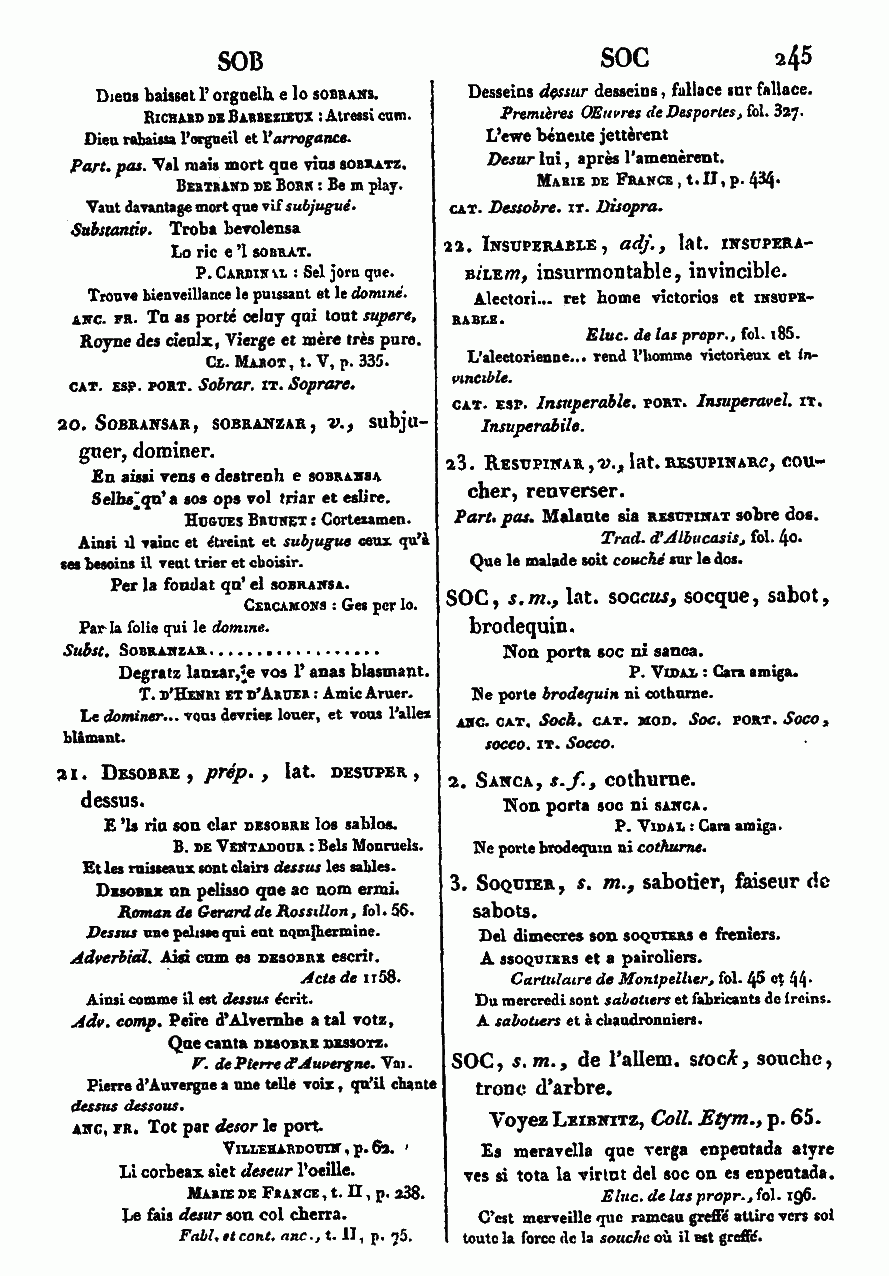 SOB
SOC 245
Dieus baisset l' orguelh e lo SOBRANS.
RICHARD DE BARBEZIEUX : Atressi cum.
Dieu rabaissa l'orgueil et l'arrogance.
Part. pas. Val mais mort que vius SOBRATZ.
BERTRAND DE BORN : Be m play.
Vaut davantage mort que vif subjugué.
Substantiv. Troba bevolensa
Lo ric e 'l SOBRAT.
P. CARDINAL : Sel jorn que.
Trouve bienveillance le puissant et le dominé.
ANC. FR. Tu as porté celuy qui tout supere,
Royne des cieulx, Vierge et mère très pure.
CL. MAROT, t. V, p. 335.
CAT. ESP. PORT. Sobrar. IT. Soprare.
20. SOBRANSAR, SOBRANZAR, v., subju-
guer, dominer.
En aissi vens e destrenh e SOBRANSA
Selhs qu' a sos ops vol triar et eslire.
HUGUES BRUNET : Cortezamen.
Ainsi il vainc et étreint et subjugue ceux qu'à
ses besoins il veut trier et choisir.
Per la foudat qu' el SOBRANSA.
CERCAMONS : Ges per lo.
Par la folie qui le domine.
Subst. SOBRANZAR..................
Degratz lauzar, e vos l' anas blasmant.
T. D'HENRI ET D'ARUER : Amic Aruer.
Le dominer... vous devriez louer, et vous l'allez
blâmant.
21. DESOBRE, prép., lat. DESUPER,
dessus.
E 'ls riu son clar DESOBRE los sablos.
B. DE VENTADOUR : Bels Monruels.
Et les ruisseaux sont clairs dessus les sables.
DESOBRE un pelisso que ac nom ermi.
Roman de Gerard de Rossillon, fol. 56.
Dessus une pelisse qui eut nom hermine.
Adverbial. Aisi cum es DESOBRE escrit.
Acte de 1158.
Ainsi comme il est dessus écrit.
Adv. comp. Peire d'Alvernhe a tal votz,
Que canta DESOBRE DESSOTZ.
V. de Pierre d'Auvergne. Var.
Pierre d'Auvergne a une telle voix, qu'il chante
dessus dessous.
ANC. FR. Tot par desor le port.
VILLEHARDOUIN, p. 62.
Li corbeax siet deseur l'oeille.
MARIE DE FRANCE, t. II, p. 238.
Le fais desur son col cherra.
Fabl. et cont. anc., t. II, p. 75.
Desseins dessur desseins, fallace sur fallace.
Premières OEuvres de Desportes, fol. 327.
L'ewe béneite jettèrent
Desur lui, après l'amenèrent.
MARIE DE FRANCE, t. II, p. 434.
CAT. Dessobre. IT. Disopra.
22. INSUPERABLE, adj., lat. INSUPERA-
BILEm, insurmontable, invincible.
Alectori... ret home victorios et INSUPE-
RABLE.
Eluc. de las propr., fol. 185.
L'alectorienne... rend l'homme victorieux et in-
vincible.
CAT. ESP. Insuperable. PORT. Insuperavel. IT.
Insuperabile.
23. RESUPINAR, v., lat. RESUPINARe, cou-
cher, renverser.
Part. pas. Malaute sia RESUPINAT sobre dos.
Trad. d'Albucasis, fol. 40.
Que le malade soit couché sur le dos.
SOC, s. m., lat. soccus, socque, sabot,
brodequin.
Non porta soc ni sanca.
P. VIDAL : Cara amiga.
Ne porte brodequin ni cothurne.
ANC. CAT. Soch. CAT. MOD. Soc. PORT. Soco,
socco. IT. Socco.
2. SANCA, s. f., cothurne.
Non porta soc ni SANCA.
P. VIDAL : Cara amiga.
Ne porte brodequin ni cothurne.
3. SOQUIER, s. m., sabotier, faiseur de
sabots.
Del dimecres son SOQUIERS e freniers.
A SSOQUIERS et a pairoliers.
Cartulaire de Montpellier, fol. 45 et 44.
Du mercredi sont sabotiers et fabricants de freins.
A sabotiers et à chaudronniers.
SOC, s. m., de l'allem. stock, souche,
tronc d'arbre.
Voyez LEIBNITZ, Coll. Etym., p. 65.
Es meravella que verga enpentada atyre
ves si tota la virtut del soc on es enpentada.
Eluc. de las propr., fol. 196.
C'est merveille que rameau greffé attire vers soi
toute la force de la souche où il est greffé.